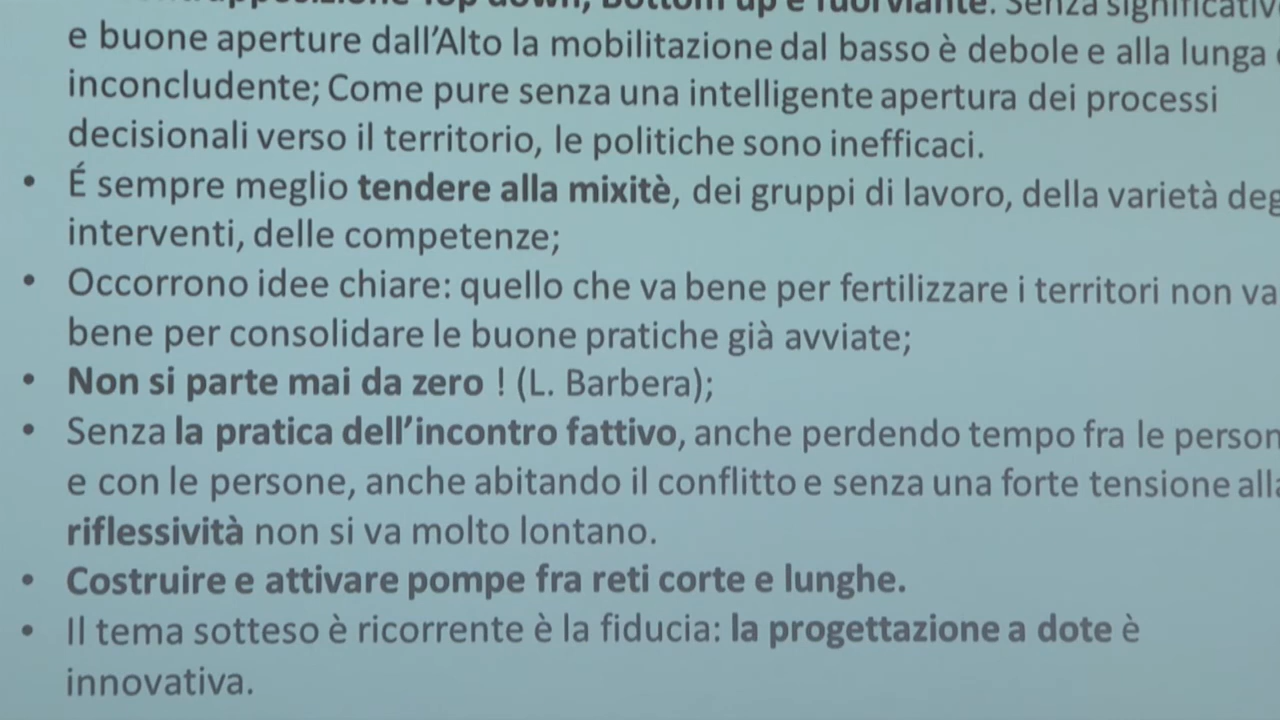 Top down, Bottom up è fuorviante. Senza
e buone aperture dall'Alto la mobilitazione dal basso è debole e alla lunga
inconcludente; Come pure senza una intelligente apertura dei processi
decisionali verso il territorio, le politiche sono inefficaci.
• É sempre meglio tendere alla mixitè, dei gruppi di lavoro, della varietà
interventi, delle competenze;
• Occorrono idee chiare: quello che va bene per fertilizzare i territori non va
bene per consolidare le buone pratiche già avviate;
• Non si parte mai da zero ! (L. Barbera);
• Senza la pratica dell'incontro fattivo, anche perdendo tempo fra le
e con le persone, anche abitando il conflitto e senza una forte tensione
riflessività non si va molto lontano.
• Costruire e attivare pompe fra reti corte e lunghe.
• Il tema sotteso è ricorrente è la fiducia: la progettazione a dote è
innovativa.